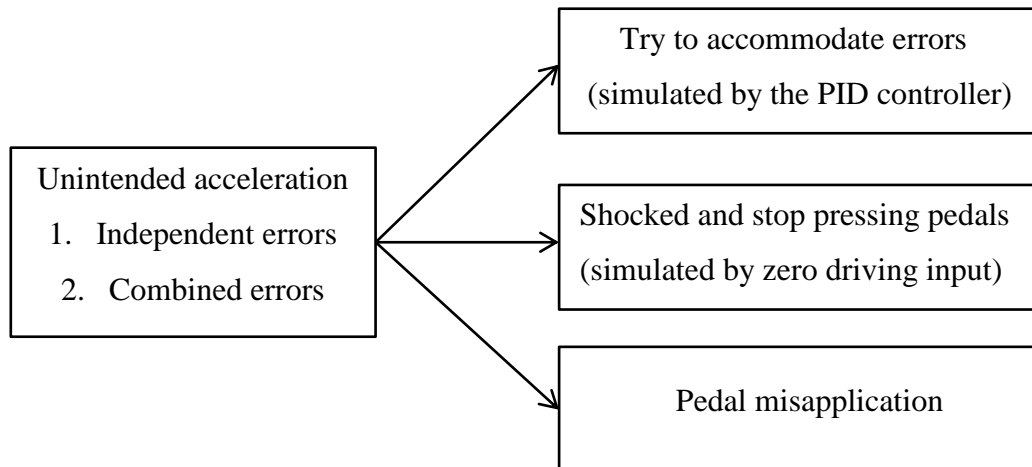 Try to accommodate errors
(simulated by the PID controller)
Unintended acceleration
1. Independent errors
2. Combined errors
Shocked and stop pressing pedals
(simulated by zero driving input)
Pedal misapplication